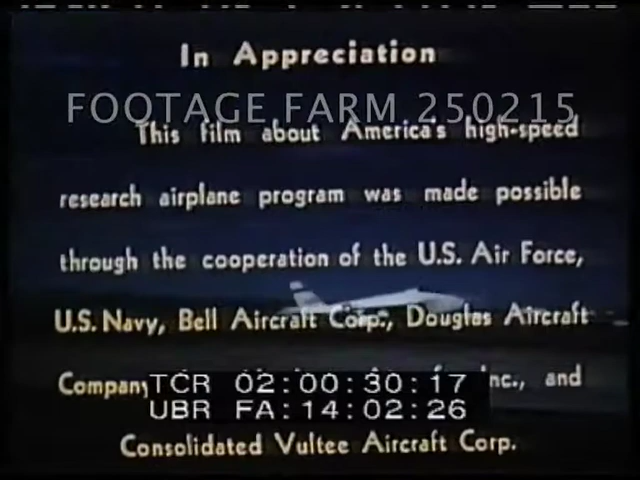 In Appreciation
FOOTAGE FARM 250215
This film about America's high-speed
research airplane program was made possible
through the cooperation of the U.S. Air Force,
U.S. Navy, Bell Aircraft Corp., Douglas Aircraft
Company nc., and
TCR 02:00:30:17
UBR FA:14:02:26
Consolidated Vultee Aircraft Corp.